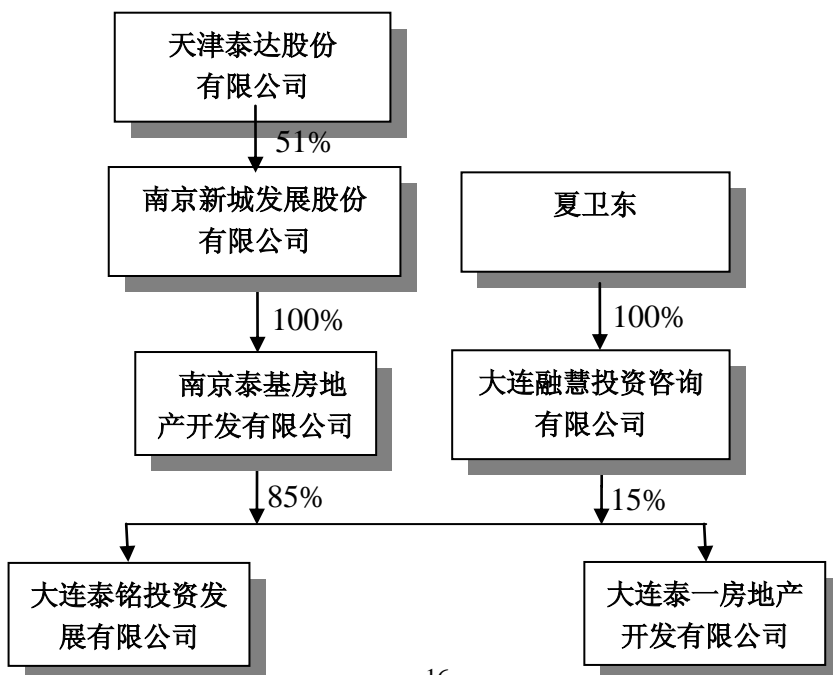 天津泰达股份
有限公司
51%
南京新城发展股份
有限公司
夏卫东
100%
100%
南京泰基房地
产开发有限公司
大连融慧投资咨询
有限公司
85%
15%
大连泰铭投资发
展有限公司
大连泰一房地产
开发有限公司
16